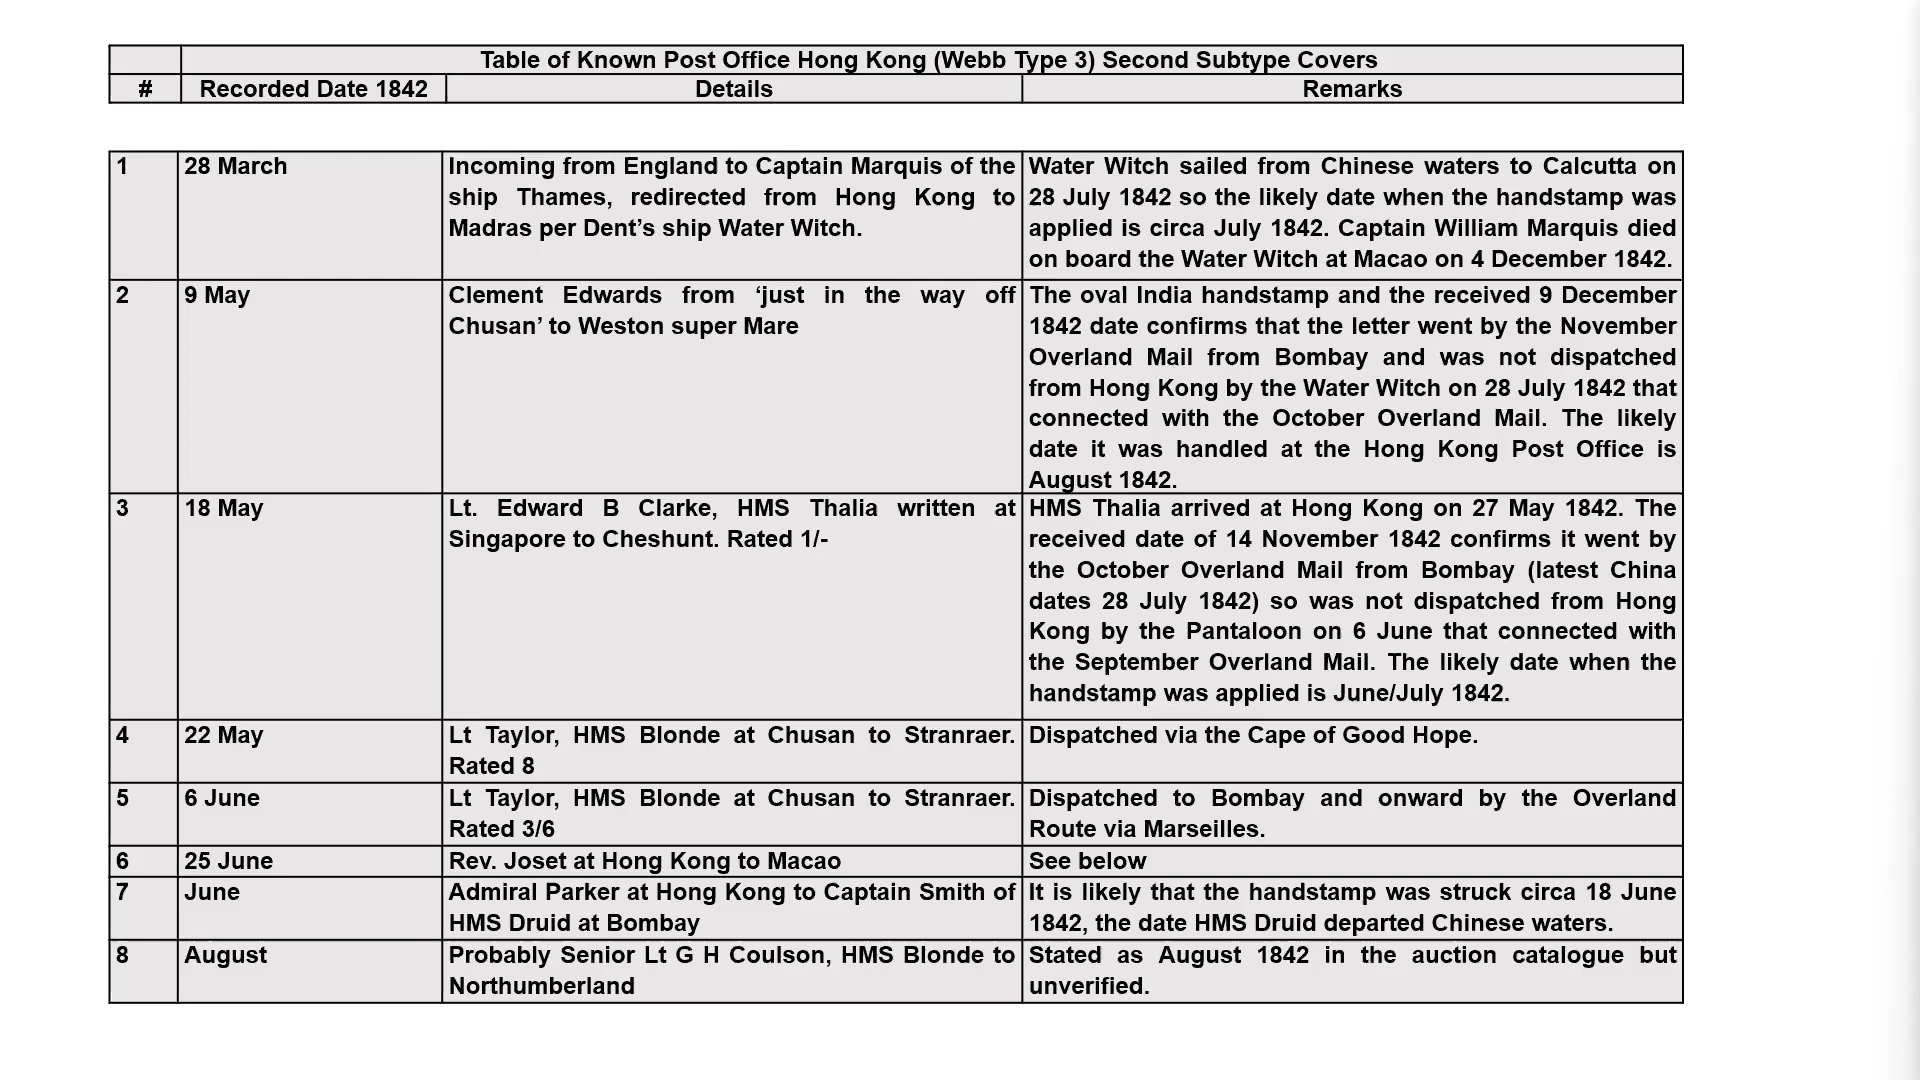 Table of Known Post Office Hong Kong (Webb Type 3) Second Subtype Covers
# Recorded Date 1842 Details Remarks
1 28 March Incoming from England to Captain Marquis of the Water Witch sailed from Chinese waters to Calcutta on
ship Thames, redirected from Hong Kong to 28 July 1842 so the likely date when the handstamp was
Madras per Dent’s ship Water Witch. applied is circa July 1842. Captain William Marquis died
on board the Water Witch at Macao on 4 December 1842.
2 9 May Clement Edwards from ‘just in the way off The oval India handstamp and the received 9 December
Chusan’ to Weston super Mare 1842 date confirms that the letter went by the November
Overland Mail from Bombay and was not dispatched
from Hong Kong by the Water Witch on 28 July 1842 that
connected with the October Overland Mail. The likely
date it was handled at the Hong Kong Post Office is
August 1842.
3 18 May Lt. Edward B Clarke, HMS Thalia written at HMS Thalia arrived at Hong Kong on 27 May 1842. The
Singapore to Cheshunt. Rated 1/- received date of 14 November 1842 confirms it went by
the October Overland Mail from Bombay (latest China
dates 28 July 1842) so was not dispatched from Hong
Kong by the Pantaloon on 6 June that connected with
the September Overland Mail. The likely date when the
handstamp was applied is June/July 1842.
4 22 May Lt Taylor, HMS Blonde at Chusan to Stranraer. Dispatched via the Cape of Good Hope.
Rated 8
5 6 June Lt Taylor, HMS Blonde at Chusan to Stranraer. Dispatched to Bombay and onward by the Overland
Rated 3/6 Route via Marseilles.
6 25 June Rev. Joset at Hong Kong to Macao See below
7 June Admiral Parker at Hong Kong to Captain Smith of It is likely that the handstamp was struck circa 18 June
HMS Druid at Bombay 1842, the date HMS Druid departed Chinese waters.
8 August Probably Senior Lt G H Coulson, HMS Blonde to Stated as August 1842 in the auction catalogue but
Northumberland unverified.